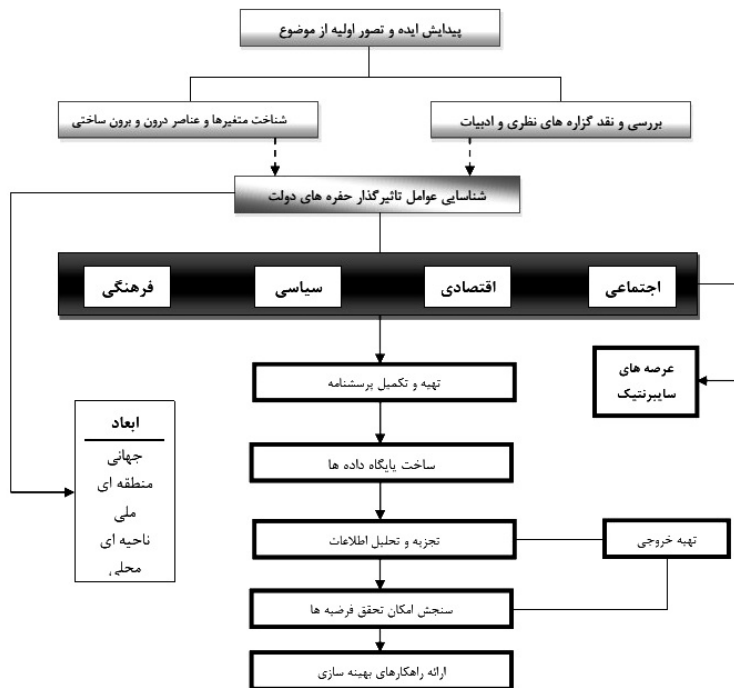 پیدایش ایده و تصور اولیه از موضوع
بررسی و نقد گزاره های نظری و ادبیات
شناخت متغیرها و عناصر درون و برون ساختی
شناسایی عوامل تاثیرگذار حفره های دولت
اجتماعی
اقتصادی
سیاسی
فرهنگی
عرصه های
سایبرنتیک
تهیه و تکمیل پرسشنامه
ابعاد
جهانی
منطقه ای
ملی
ناحیه ای
محلی
ساخت پایگاه داده ها
تجزیه و تحلیل اطلاعات
تهیه خروجی
سنجش امکان تحقق فرضیه ها
ارائه راهکارهای بهینه سازی